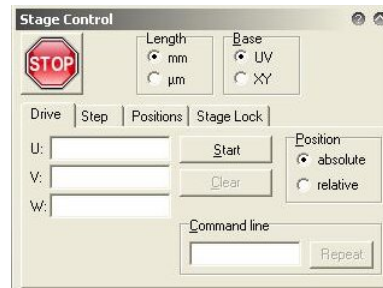 Stage Control
STOP
Length
mm
µm
Base
UV
XY
Drive Step Positions Stage Lock
U:
V:
W:
Start
Clear
Position
absolute
relative
Command line
Repeat